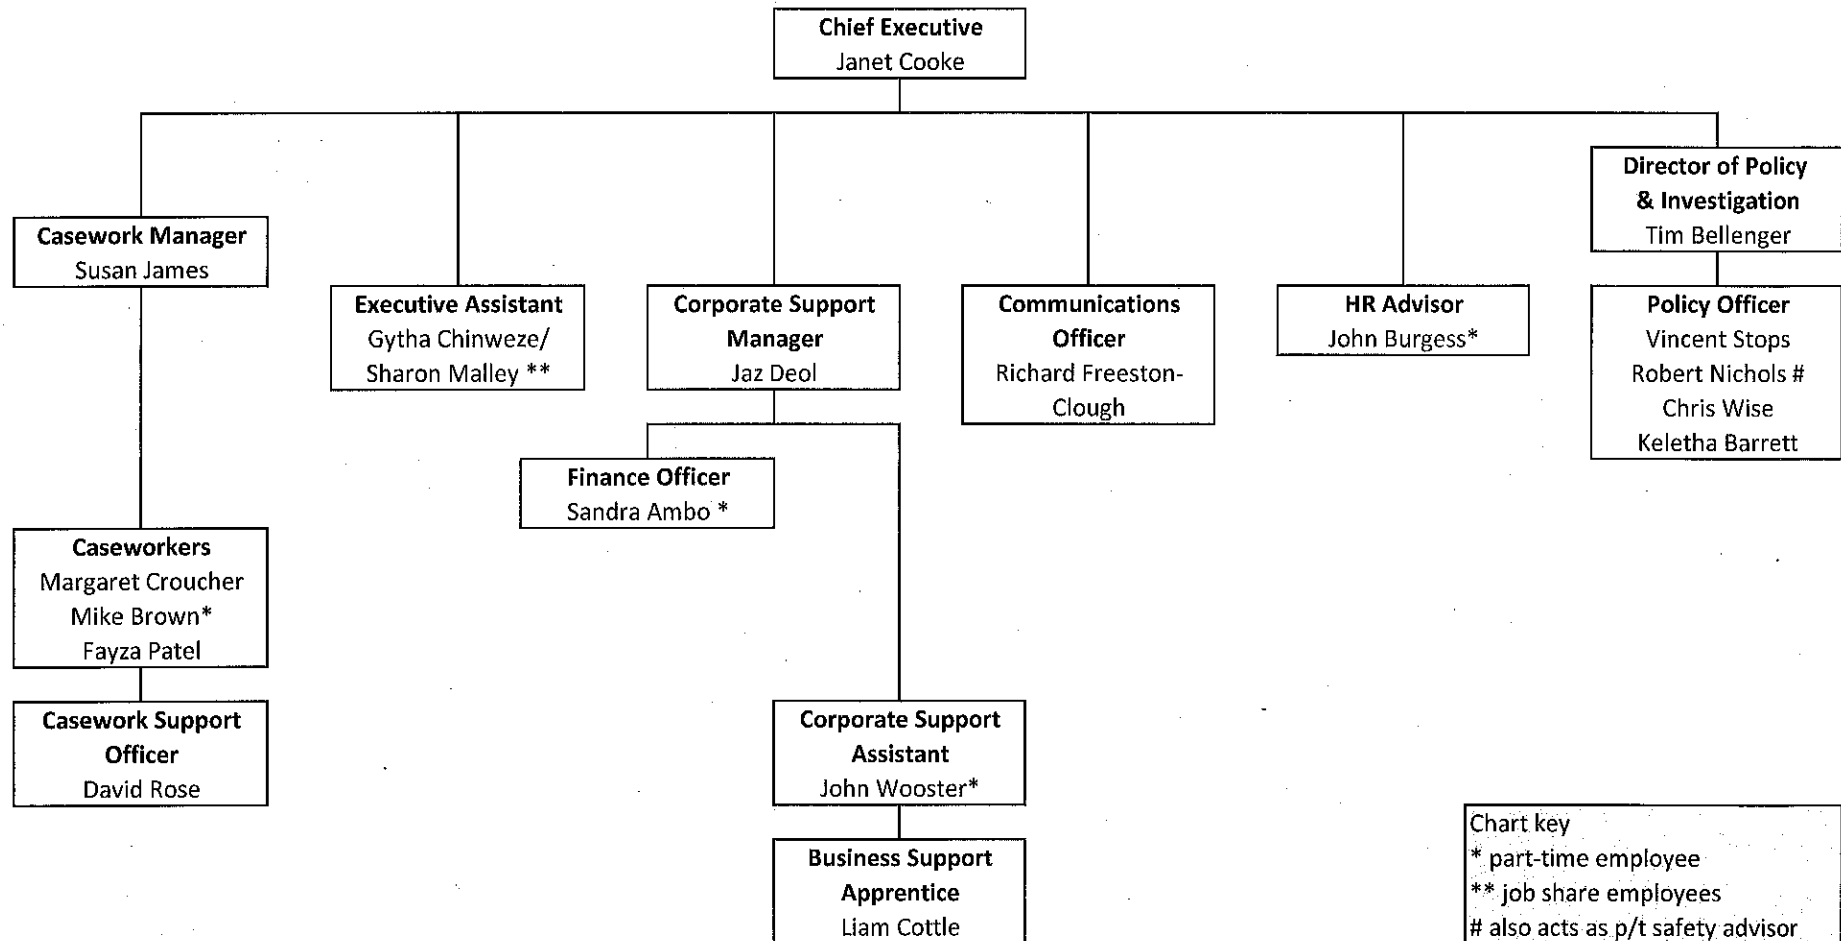 Chief Executive
Janet Cooke
Casework Manager
Susan James
Executive Assistant
Gytha Chinweze/
Sharon Malley **
Corporate Support
Manager
Jaz Deol
Communications
Officer
Richard Freeston-
Clough
HR Advisor
John Burgess*
Director of Policy
& Investigation
Tim Bellenger
Policy Officer
Vincent Stops
Robert Nichols #
Chris Wise
Keletha Barrett
Finance Officer
Sandra Ambo *
Caseworkers
Margaret Croucher
Mike Brown*
Fayza Patel
Casework Support
Officer
David Rose
Corporate Support
Assistant
John Wooster*
Business Support
Apprentice
Liam Cottle
Chart key
* part-time employee
** job share employees
# also acts as p/t safety advisor